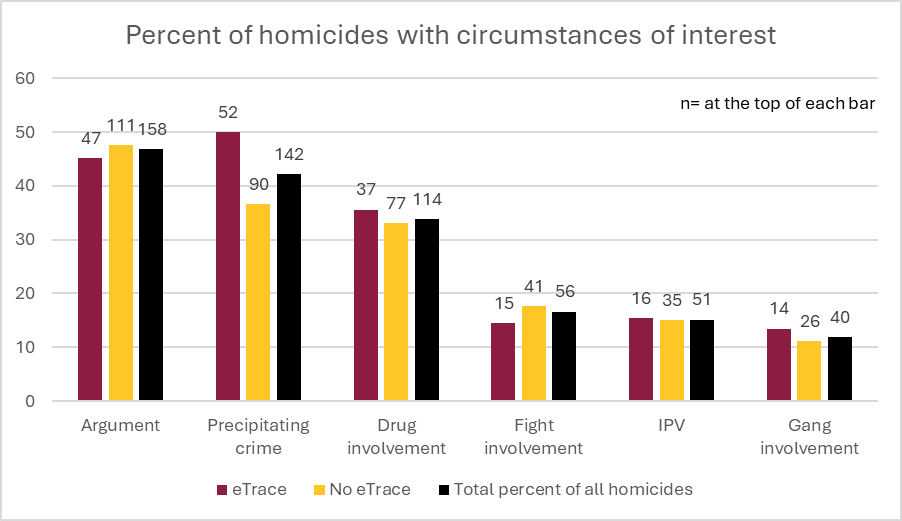 Percent of homicides with circumstances of interest
n= at the top of each bar
60
50
40
30
20
10
0
47
111
158
52
90
142
37
77
114
15
41
56
16
35
51
14
26
40
Argument
Precipitating
crime
Drug
involvement
Fight
involvement
IPV
Gang
involvement
eTrace
No eTrace
Total percent of all homicides